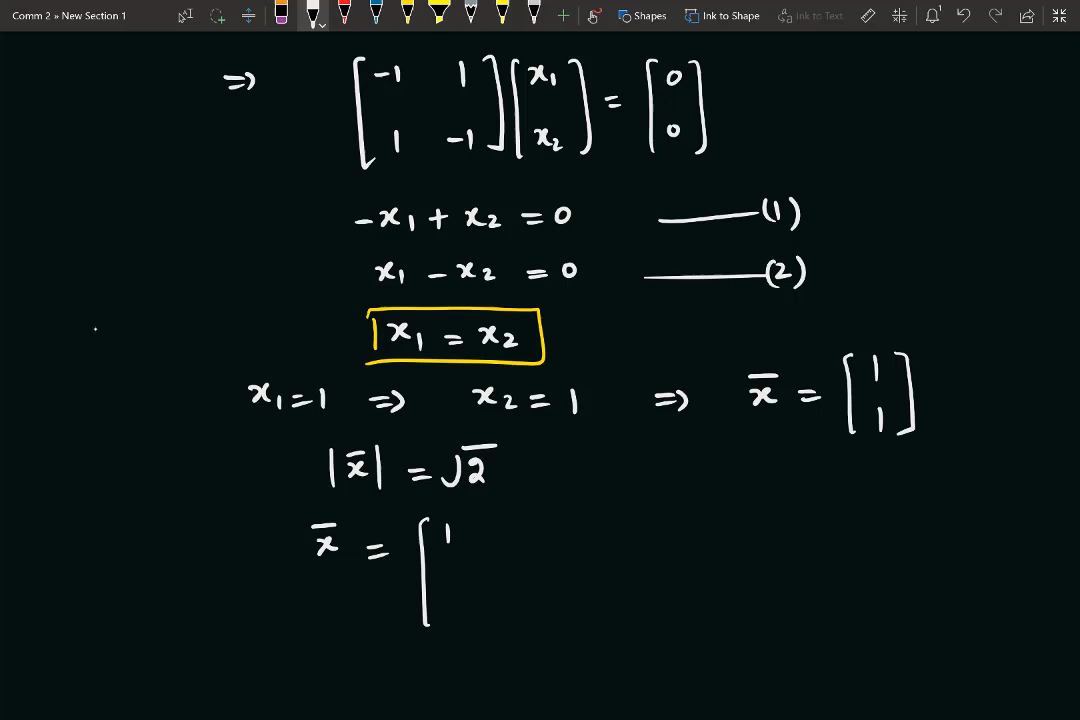 Comm 2 » New Section 1 Shapes Ink to Shape Ink to Text
=> [ -1 1 ] [ x1 ] = [ 0 ]
[ 1 -1 ] [ x2 ] [ 0 ]
-x1 + x2 = 0 ——— (1)
x1 - x2 = 0 ——— (2)
x1 = x2
x1 = 1 => x2 = 1 => x̅ = [ 1
1 ]
|x̅| = √2
x̅ = [ 1